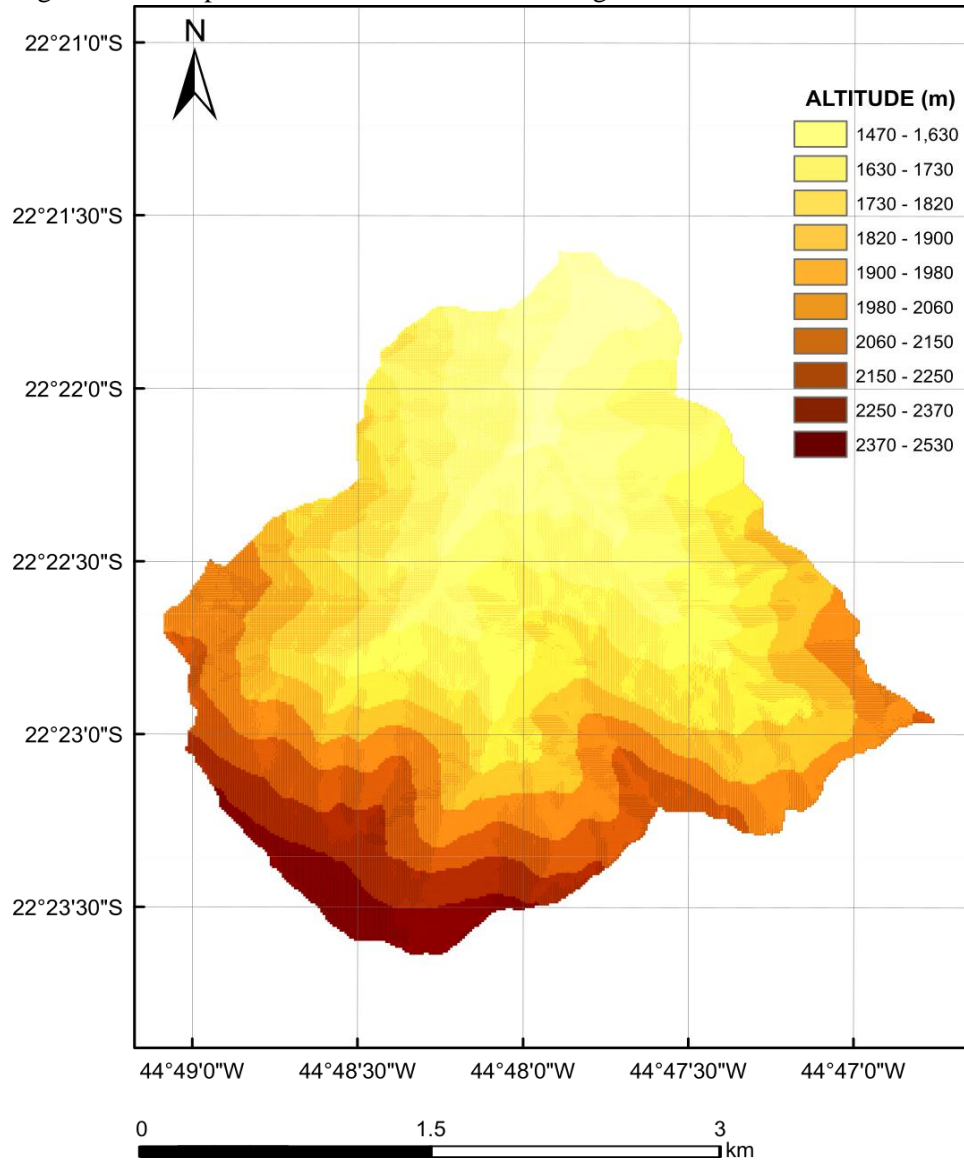 N
22°21'0"S
22°21'30"S
22°22'0"S
22°22'30"S
22°23'0"S
22°23'30"S
ALTITUDE (m)
1470 - 1,630
1630 - 1730
1730 - 1820
1820 - 1900
1900 - 1980
1980 - 2060
2060 - 2150
2150 - 2250
2250 - 2370
2370 - 2530
44°49'0"W 44°48'30"W 44°48'0"W 44°47'30"W 44°47'0"W
0 1.5 3
km